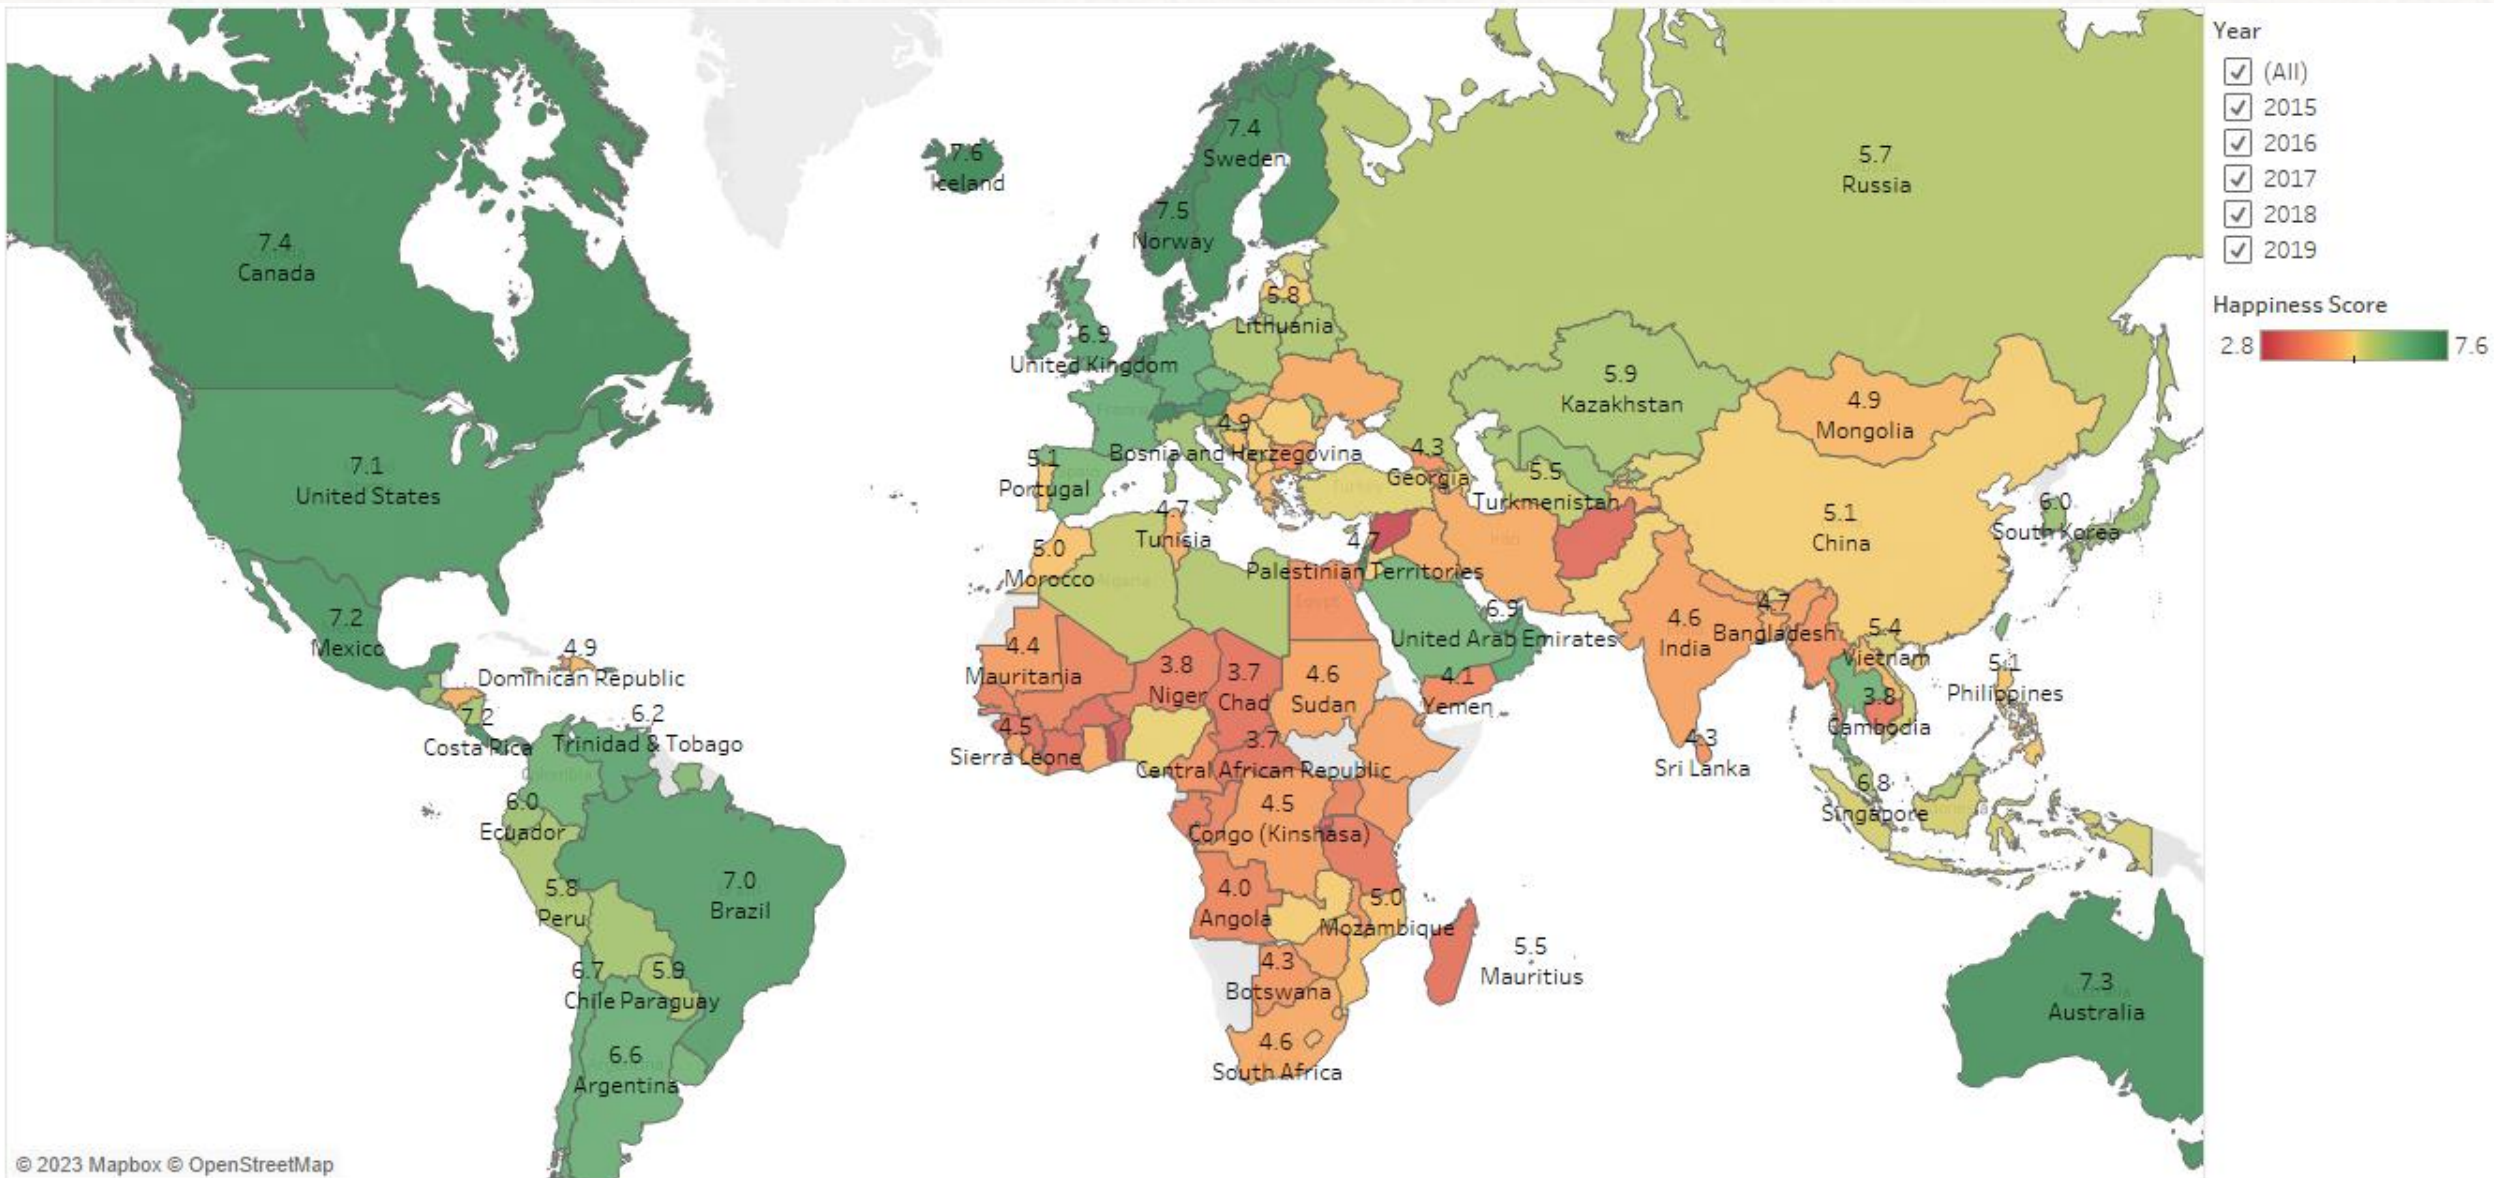 7.4
Canada
7.1
United States
7.2
Mexico
4.9
Dominican Republic
7.2
Costa Rica
6.2
Trinidad & Tobago
Colombia
6.0
Ecuador
5.8
Peru
7.0
Brazil
6.7
Chile
5.9
Paraguay
6.6
Argentina
7.6
Iceland
7.4
Sweden
7.5
Norway
6.9
United Kingdom
5.8
Lithuania
France
4.9
Bosnia and Herzegovina
5.1
Portugal
4.3
Georgia
Turkey
5.7
Russia
5.9
Kazakhstan
5.5
Turkmenistan
4.9
Mongolia
5.1
China
6.0
South Korea
4.7
Tunisia
5.0
Morocco
Algeria
4.7
Palestinian Territories
Egypt
Iran
6.9
United Arab Emirates
4.1
Yemen
4.4
Mauritania
3.8
Niger
3.7
Chad
4.6
Sudan
4.5
Sierra Leone
3.7
Central African Republic
4.5
Congo (Kinshasa)
4.0
Angola
5.0
Mozambique
4.3
Botswana
4.6
South Africa
5.5
Mauritius
4.6
India
4.7
Bangladesh
4.3
Sri Lanka
5.4
Vietnam
3.8
Cambodia
5.1
Philippines
6.8
Singapore
7.3
Australia
Year
(All)
2015
2016
2017
2018
2019
Happiness Score
2.8 7.6
© 2023 Mapbox © OpenStreetMap